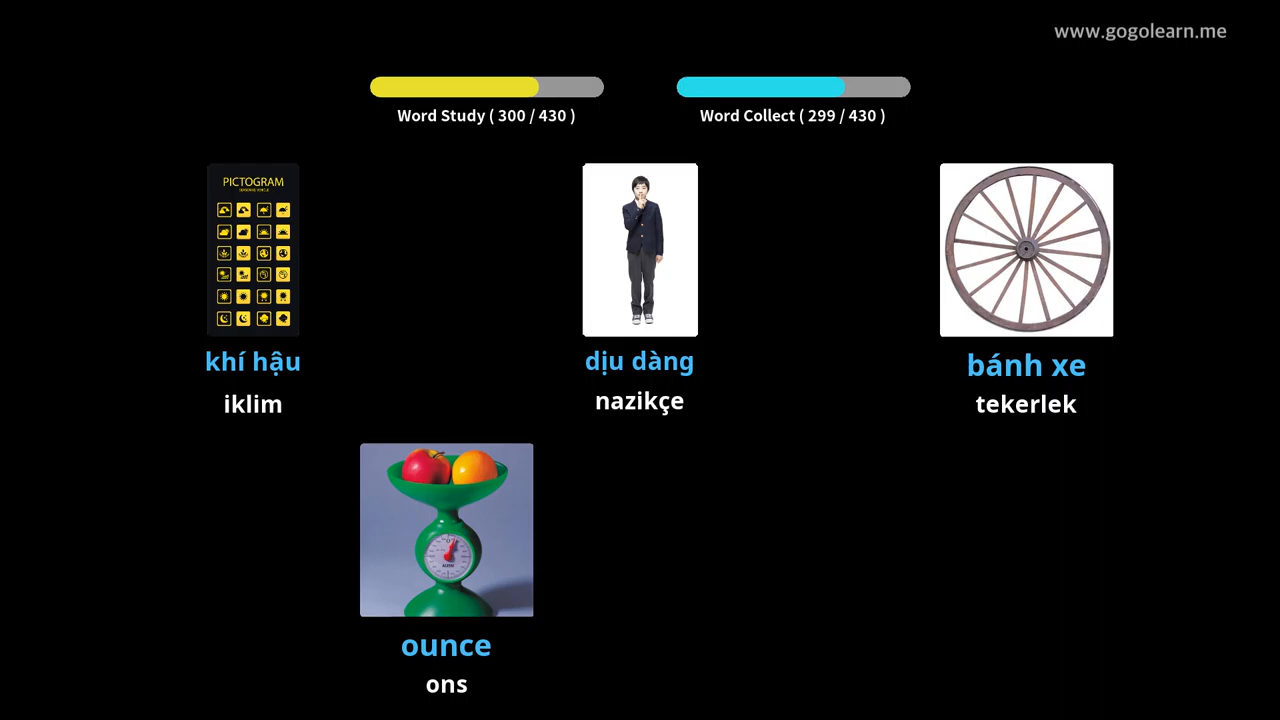 www.gogolearn.me
Word Study ( 300 / 430 )
Word Collect ( 299 / 430 )
PICTOGRAM
khí hậu
iklim
dịu dàng
nazikçe
bánh xe
tekerlek
ounce
ons